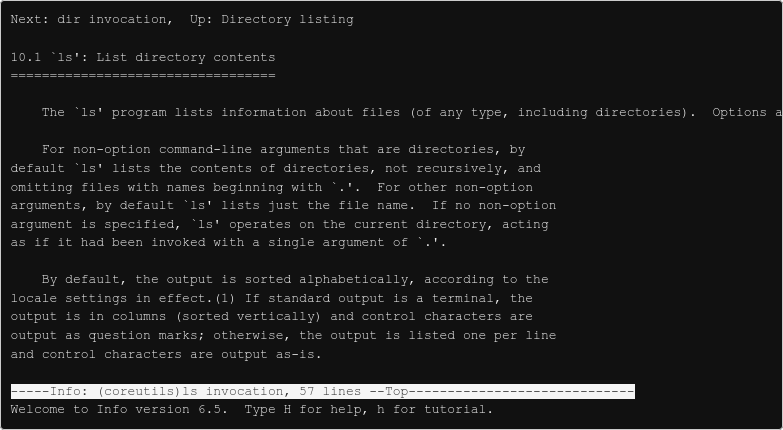 Next: dir invocation,  Up: Directory listing
10.1 `ls': List directory contents
==================================
The `ls' program lists information about files (of any type, including directories).  Options a
For non-option command-line arguments that are directories, by
default `ls' lists the contents of directories, not recursively, and
omitting files with names beginning with `.'.  For other non-option
arguments, by default `ls' lists just the file name.  If no non-option
argument is specified, `ls' operates on the current directory, acting
as if it had been invoked with a single argument of `.'.
By default, the output is sorted alphabetically, according to the
locale settings in effect.(1) If standard output is a terminal, the
output is in columns (sorted vertically) and control characters are
output as question marks; otherwise, the output is listed one per line
and control characters are output as-is.
-----Info: (coreutils)ls invocation, 57 lines --Top-----------------------------
Welcome to Info version 6.5.  Type H for help, h for tutorial.